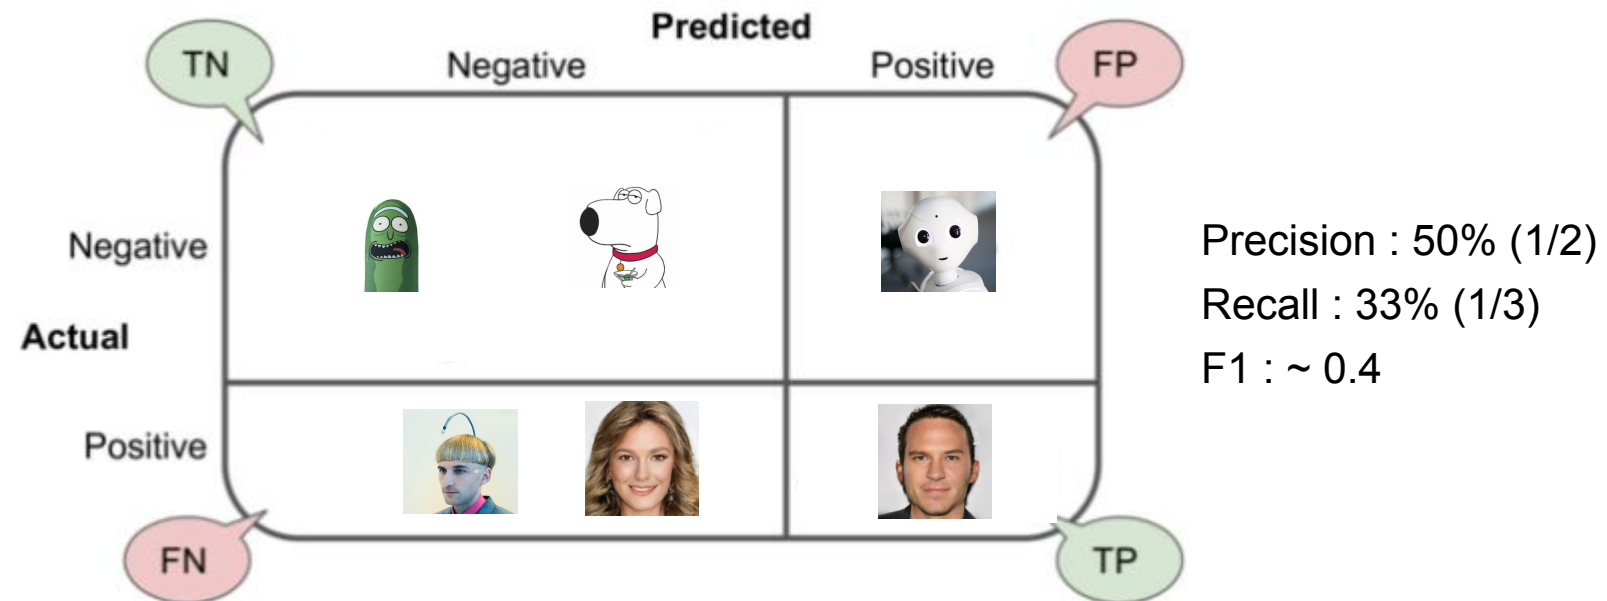 Predicted
TN
Negative
Positive
FP
Negative
Precision : 50% (1/2)
Recall : 33% (1/3)
Actual
F1 : ~ 0.4
Positive
FN
TP